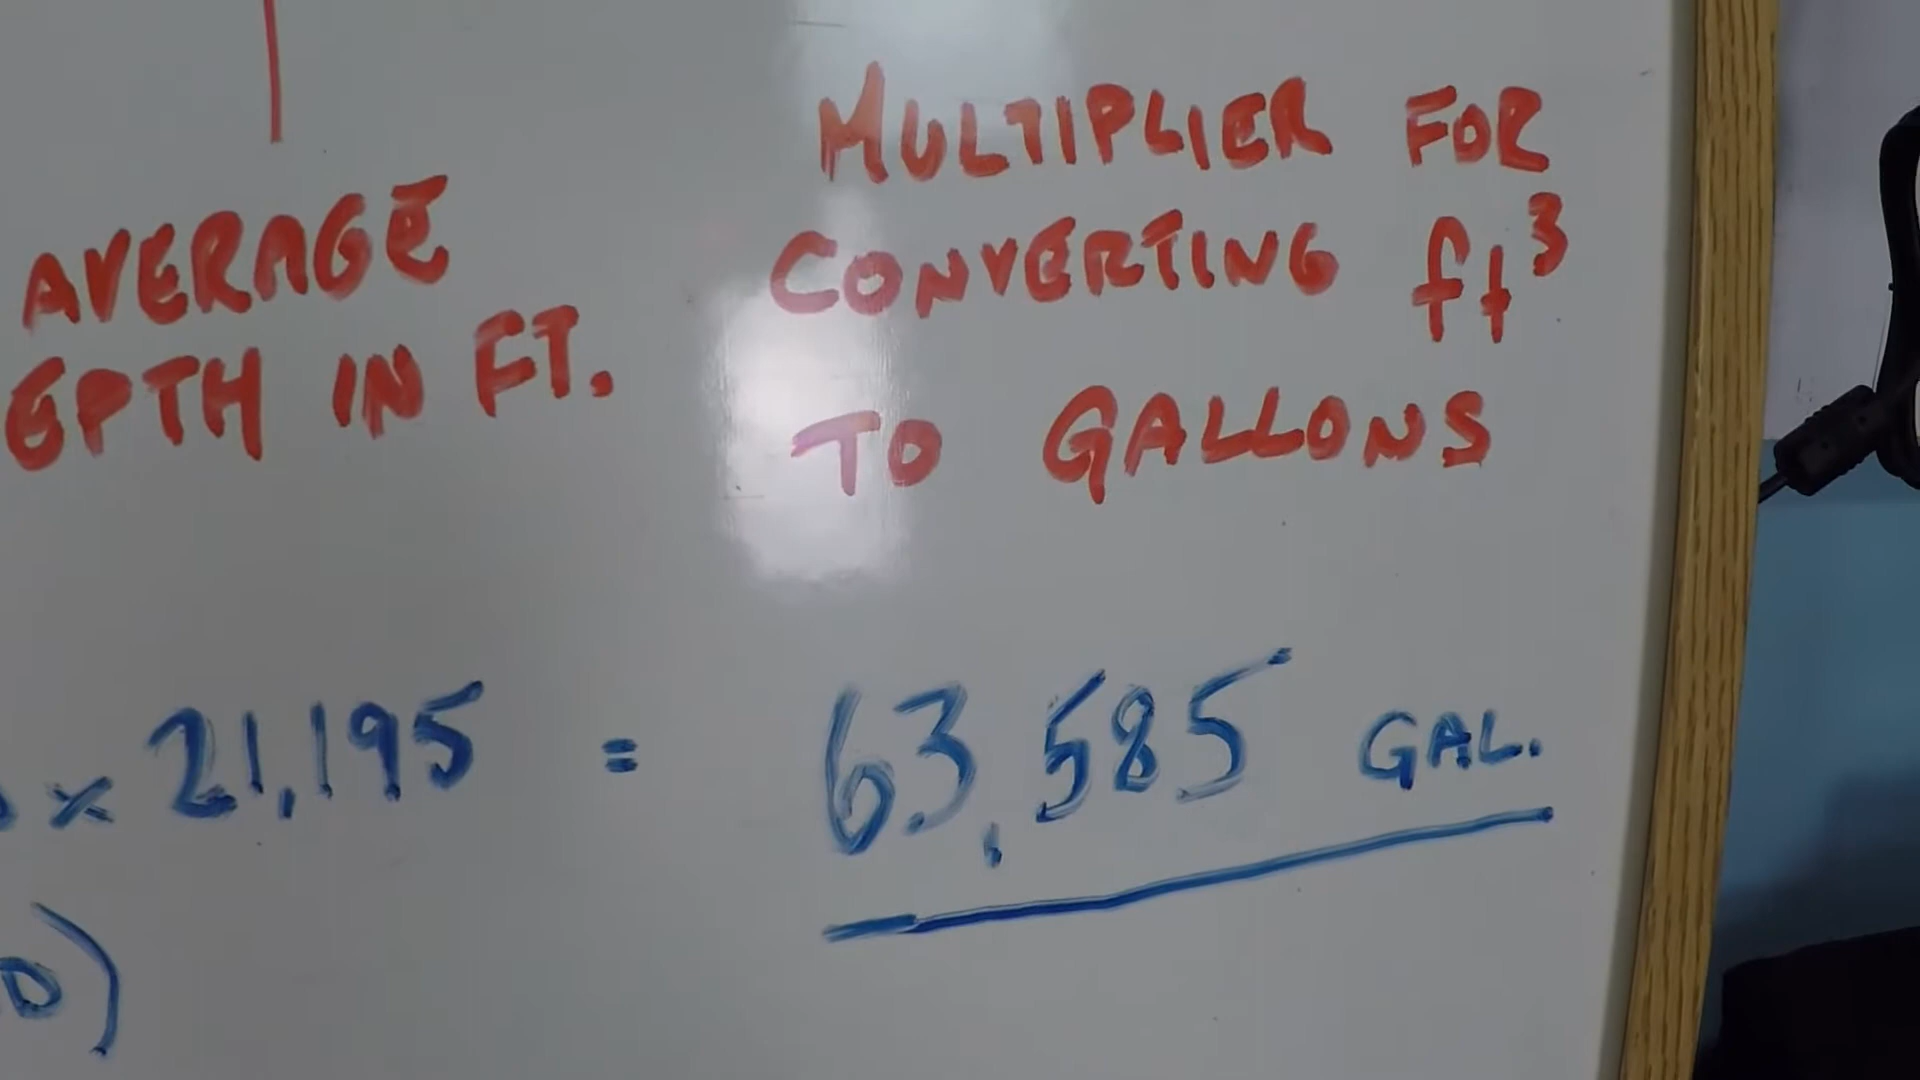 AVERAGE
EPTH IN FT.
MULTIPLIER FOR
CONVERTING ft³
TO GALLONS
x 21,195 = 63,585 GAL.
)